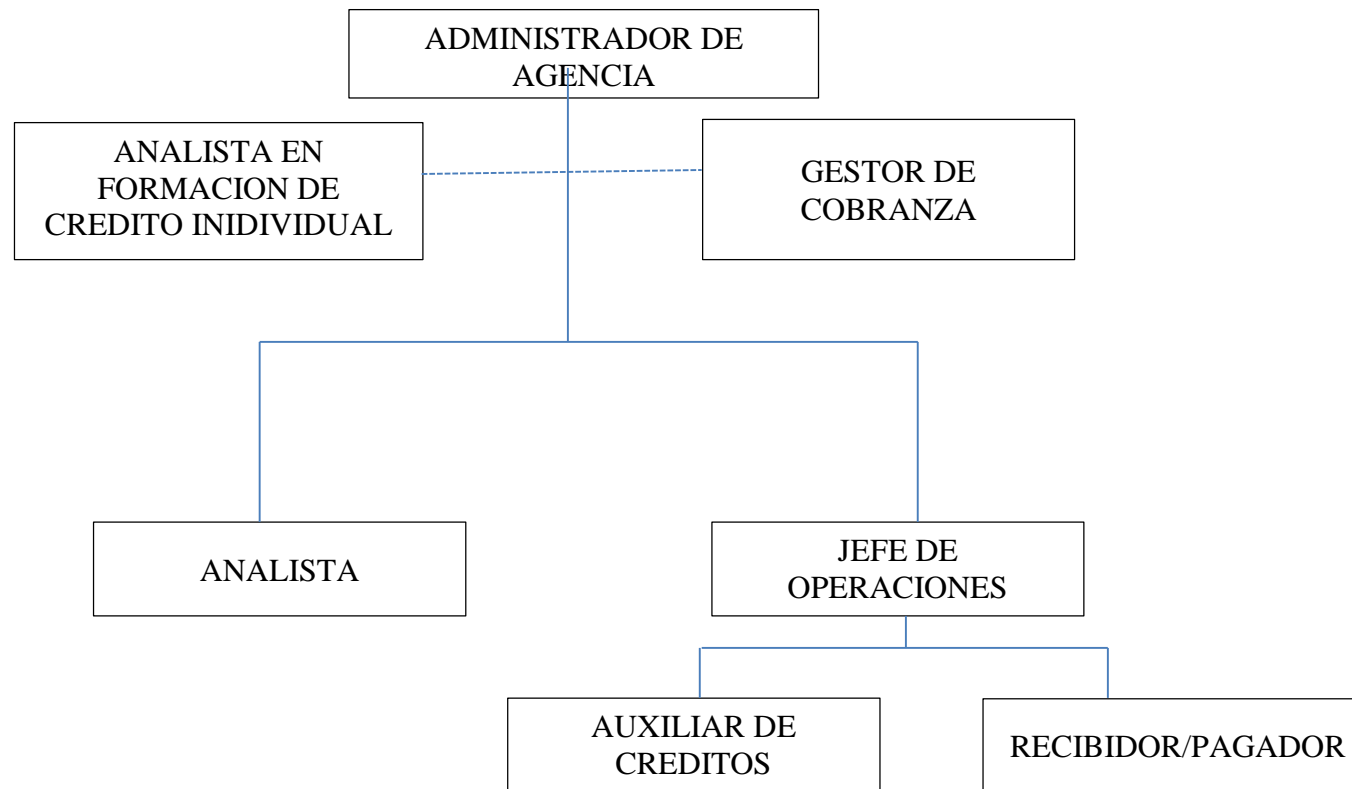 ADMINISTRADOR DE
AGENCIA
ANALISTA EN
FORMACION DE
CREDITO INIDIVIDUAL
GESTOR DE
COBRANZA
ANALISTA
JEFE DE
OPERACIONES
AUXILIAR DE
CREDITOS
RECIBIDOR/PAGADOR